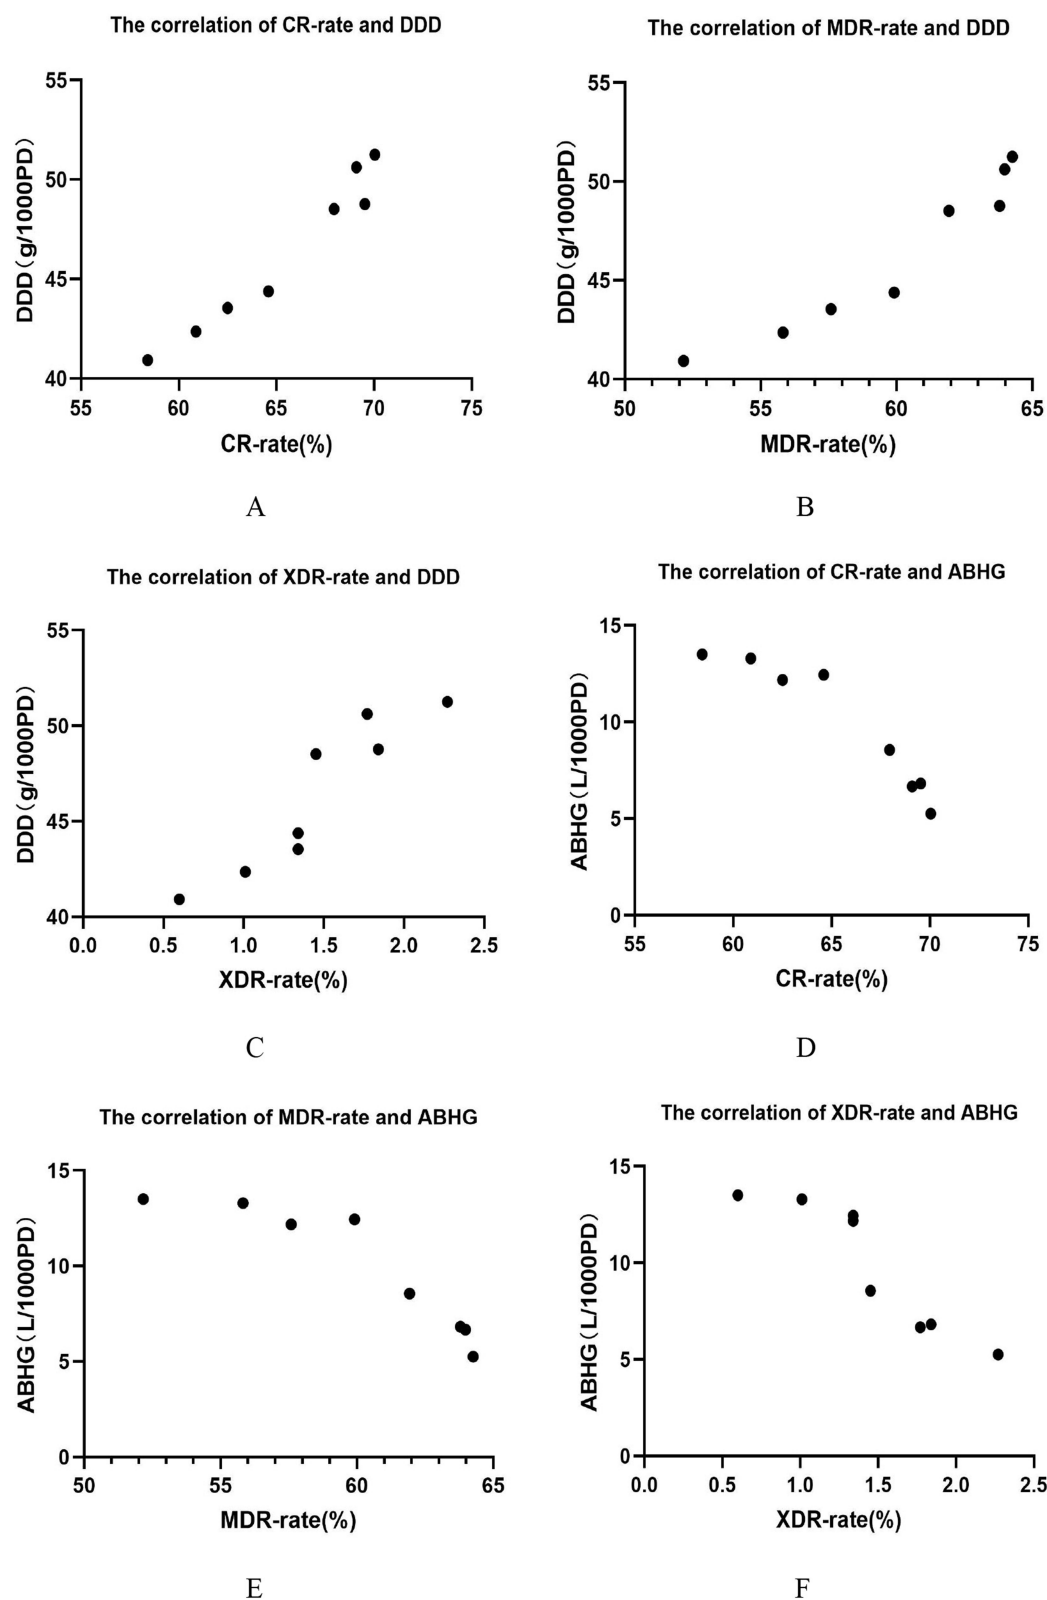 The correlation of CR-rate and DDD
55
50
45
40
DDD（g/1000PD）
55 60 65 70 75
CR-rate(%)
A
The correlation of MDR-rate and DDD
55
50
45
40
DDD（g/1000PD）
50 55 60 65
MDR-rate(%)
B
The correlation of XDR-rate and DDD
55
50
45
40
DDD（g/1000PD）
0.0 0.5 1.0 1.5 2.0 2.5
XDR-rate(%)
C
The correlation of CR-rate and ABHG
15
10
5
0
ABHG（L/1000PD）
55 60 65 70 75
CR-rate(%)
D
The correlation of MDR-rate and ABHG
15
10
5
0
ABHG（L/1000PD）
50 55 60 65
MDR-rate(%)
E
The correlation of XDR-rate and ABHG
15
10
5
0
ABHG（L/1000PD）
0.0 0.5 1.0 1.5 2.0 2.5
XDR-rate(%)
F